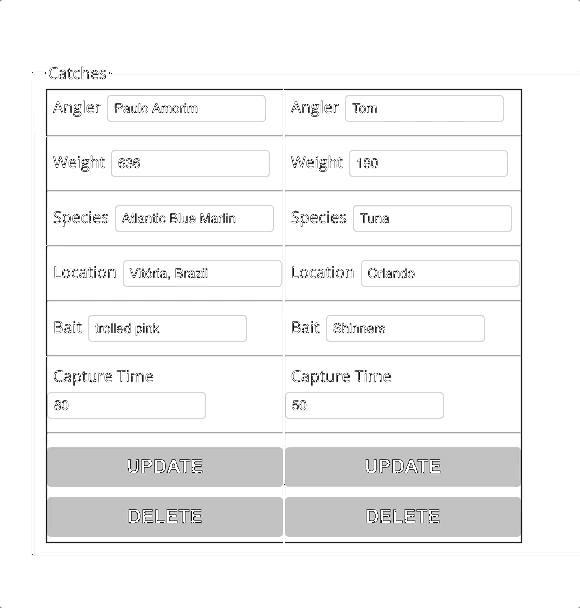 Catches
Angler Paulo Amorim
Weight 636
Species Atlantic Blue Marlin
Location Vitória, Brazil
Bait trolled pink
Capture Time
80
UPDATE
DELETE
Angler Tom
Weight 190
Species Tuna
Location Orlando
Bait Shinners
Capture Time
50
UPDATE
DELETE